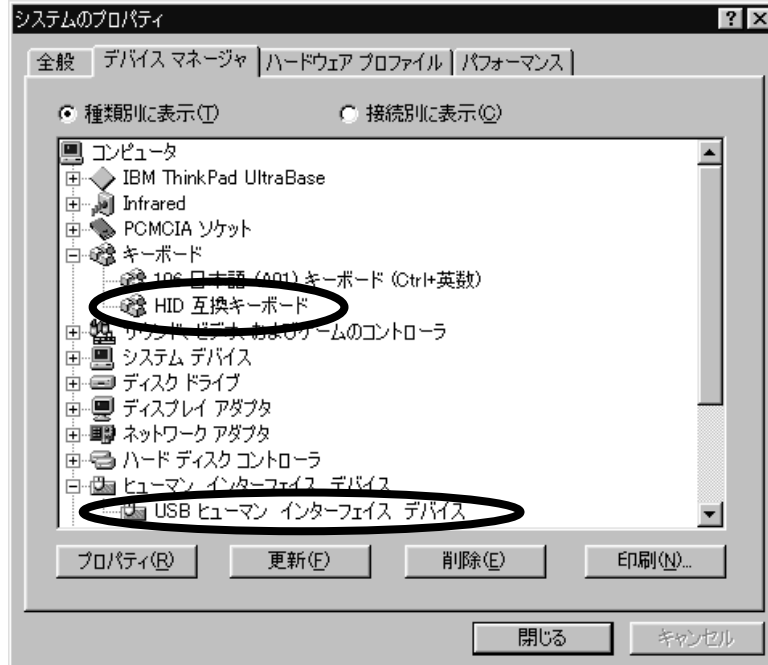 システムのプロパティ
全般 デバイス マネージャ ハードウェア プロファイル パフォーマンス
種類別に表示(T) 接続別に表示(C)
コンピュータ
IBM ThinkPad UltraBase
Infrared
PCMCIA ソケット
キーボード
106 日本語 (A01) キーボード (Ctrl+英数)
HID 互換キーボード
サウンド、ビデオ、およびゲームのコントローラ
システム デバイス
ディスク ドライブ
ディスプレイ アダプタ
ネットワーク アダプタ
ハード ディスク コントローラ
ヒューマン インターフェイス デバイス
USB ヒューマン インターフェイス デバイス
プロパティ(R) 更新(F) 削除(E) 印刷(N)...
閉じる キャンセル